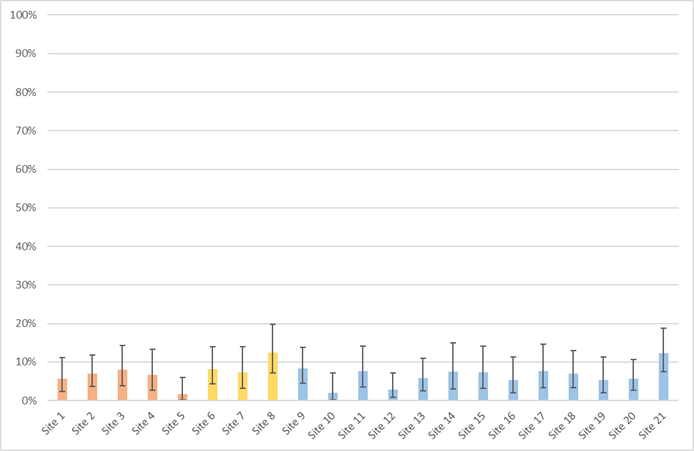 100%
90%
80%
70%
60%
50%
40%
30%
20%
10%
0%
Site 1
Site 2
Site 3
Site 4
Site 5
Site 6
Site 7
Site 8
Site 9
Site 10
Site 11
Site 12
Site 13
Site 14
Site 15
Site 16
Site 17
Site 18
Site 19
Site 20
Site 21